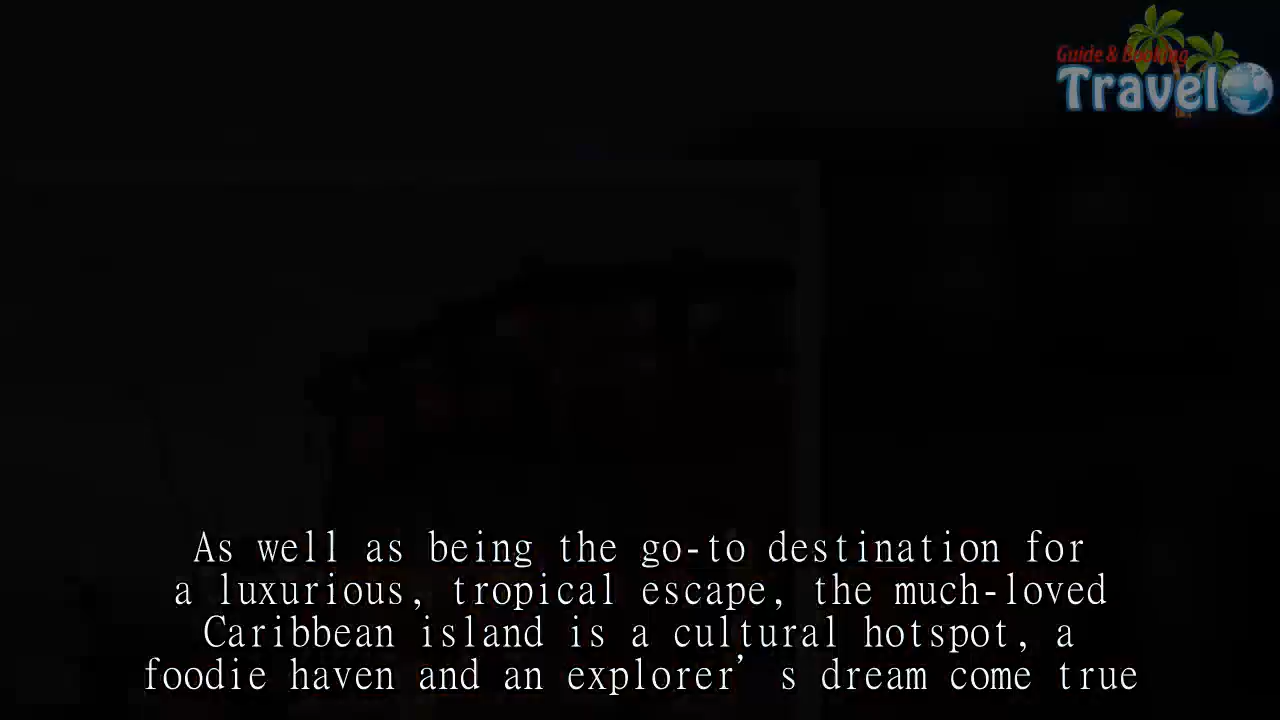 Guide & Booking
Travel
As well as being the go-to destination for
a luxurious, tropical escape, the much-loved
Caribbean island is a cultural hotspot, a
foodie haven and an explorer’s dream come true